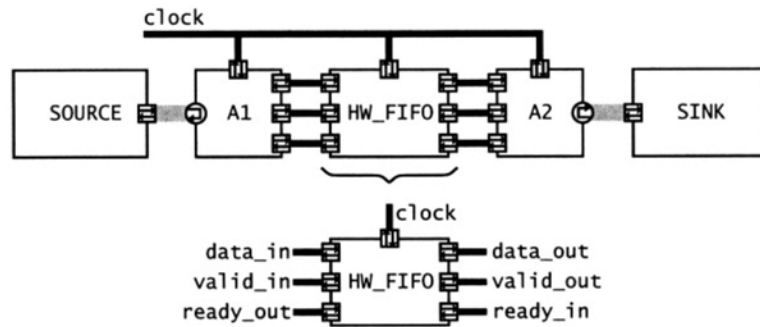 clock
SOURCE A1 HW_FIFO A2 SINK
clock
data_in data_out
valid_in HW_FIFO valid_out
ready_out ready_in